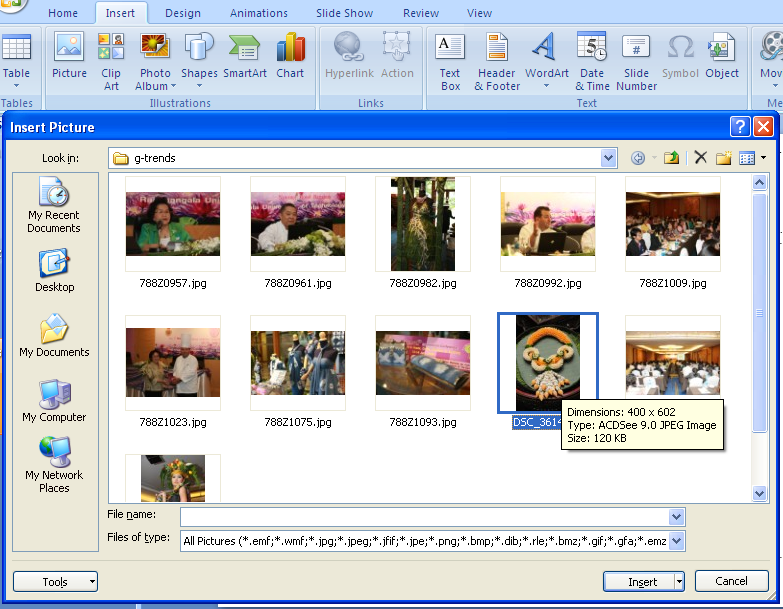 Home Insert Design Animations Slide Show Review View
Table Picture Clip Art Photo Album Shapes SmartArt Chart Hyperlink Action Text Box Header & Footer WordArt Date & Time Slide Number Symbol Object
Tables Illustrations Links Text
Insert Picture
Look in: g-trends
My Recent Documents
Desktop
My Documents
My Computer
My Network Places
788Z0957.jpg 788Z0961.jpg 788Z0982.jpg 788Z0992.jpg 788Z1009.jpg
788Z1023.jpg 788Z1075.jpg 788Z1093.jpg DSC_3614
Dimensions: 400 x 602
Type: ACDSee 9.0 JPEG Image
Size: 120 KB
File name:
Files of type: All Pictures (*.emf;*.wmf;*.jpg;*.jpeg;*.jfif;*.jpe;*.png;*.bmp;*.dib;*.rle;*.bmz;*.gif;*.gfa;*.emz
Tools Insert Cancel